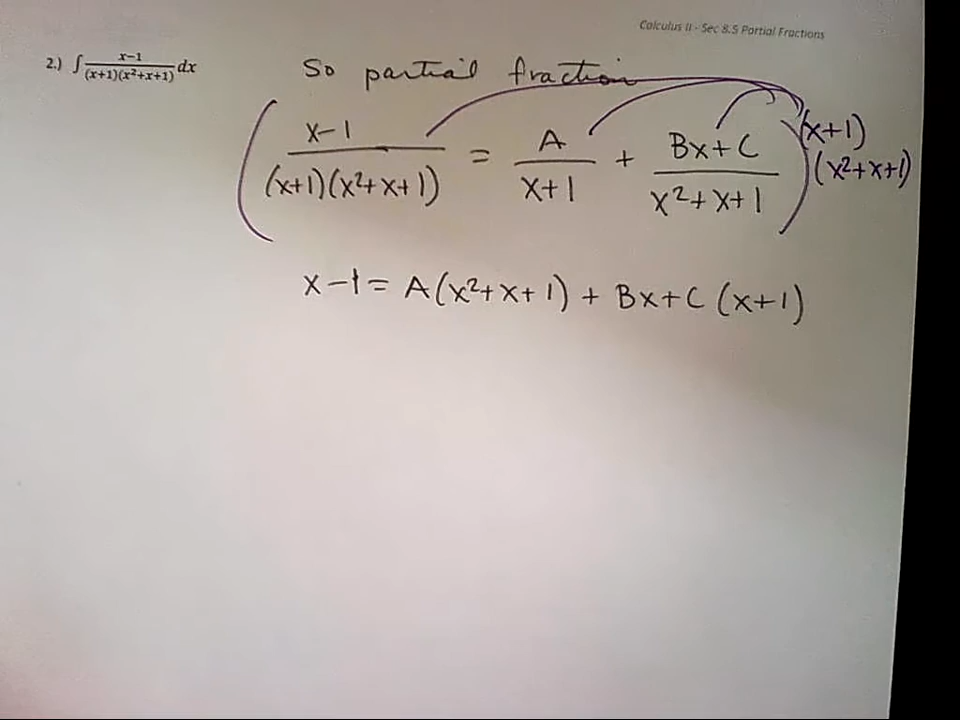 Calculus II - Sec 8.5 Partial Fractions
2.) ∫ x−1/(x+1)(x²+x+1) dx
So partial fraction
( x-1/(x+1)(x²+x+1) = A/x+1 + Bx+C/x²+x+1 ) (x+1)(x²+x+1)
x-1 = A(x²+x+1) + Bx+C (x+1)